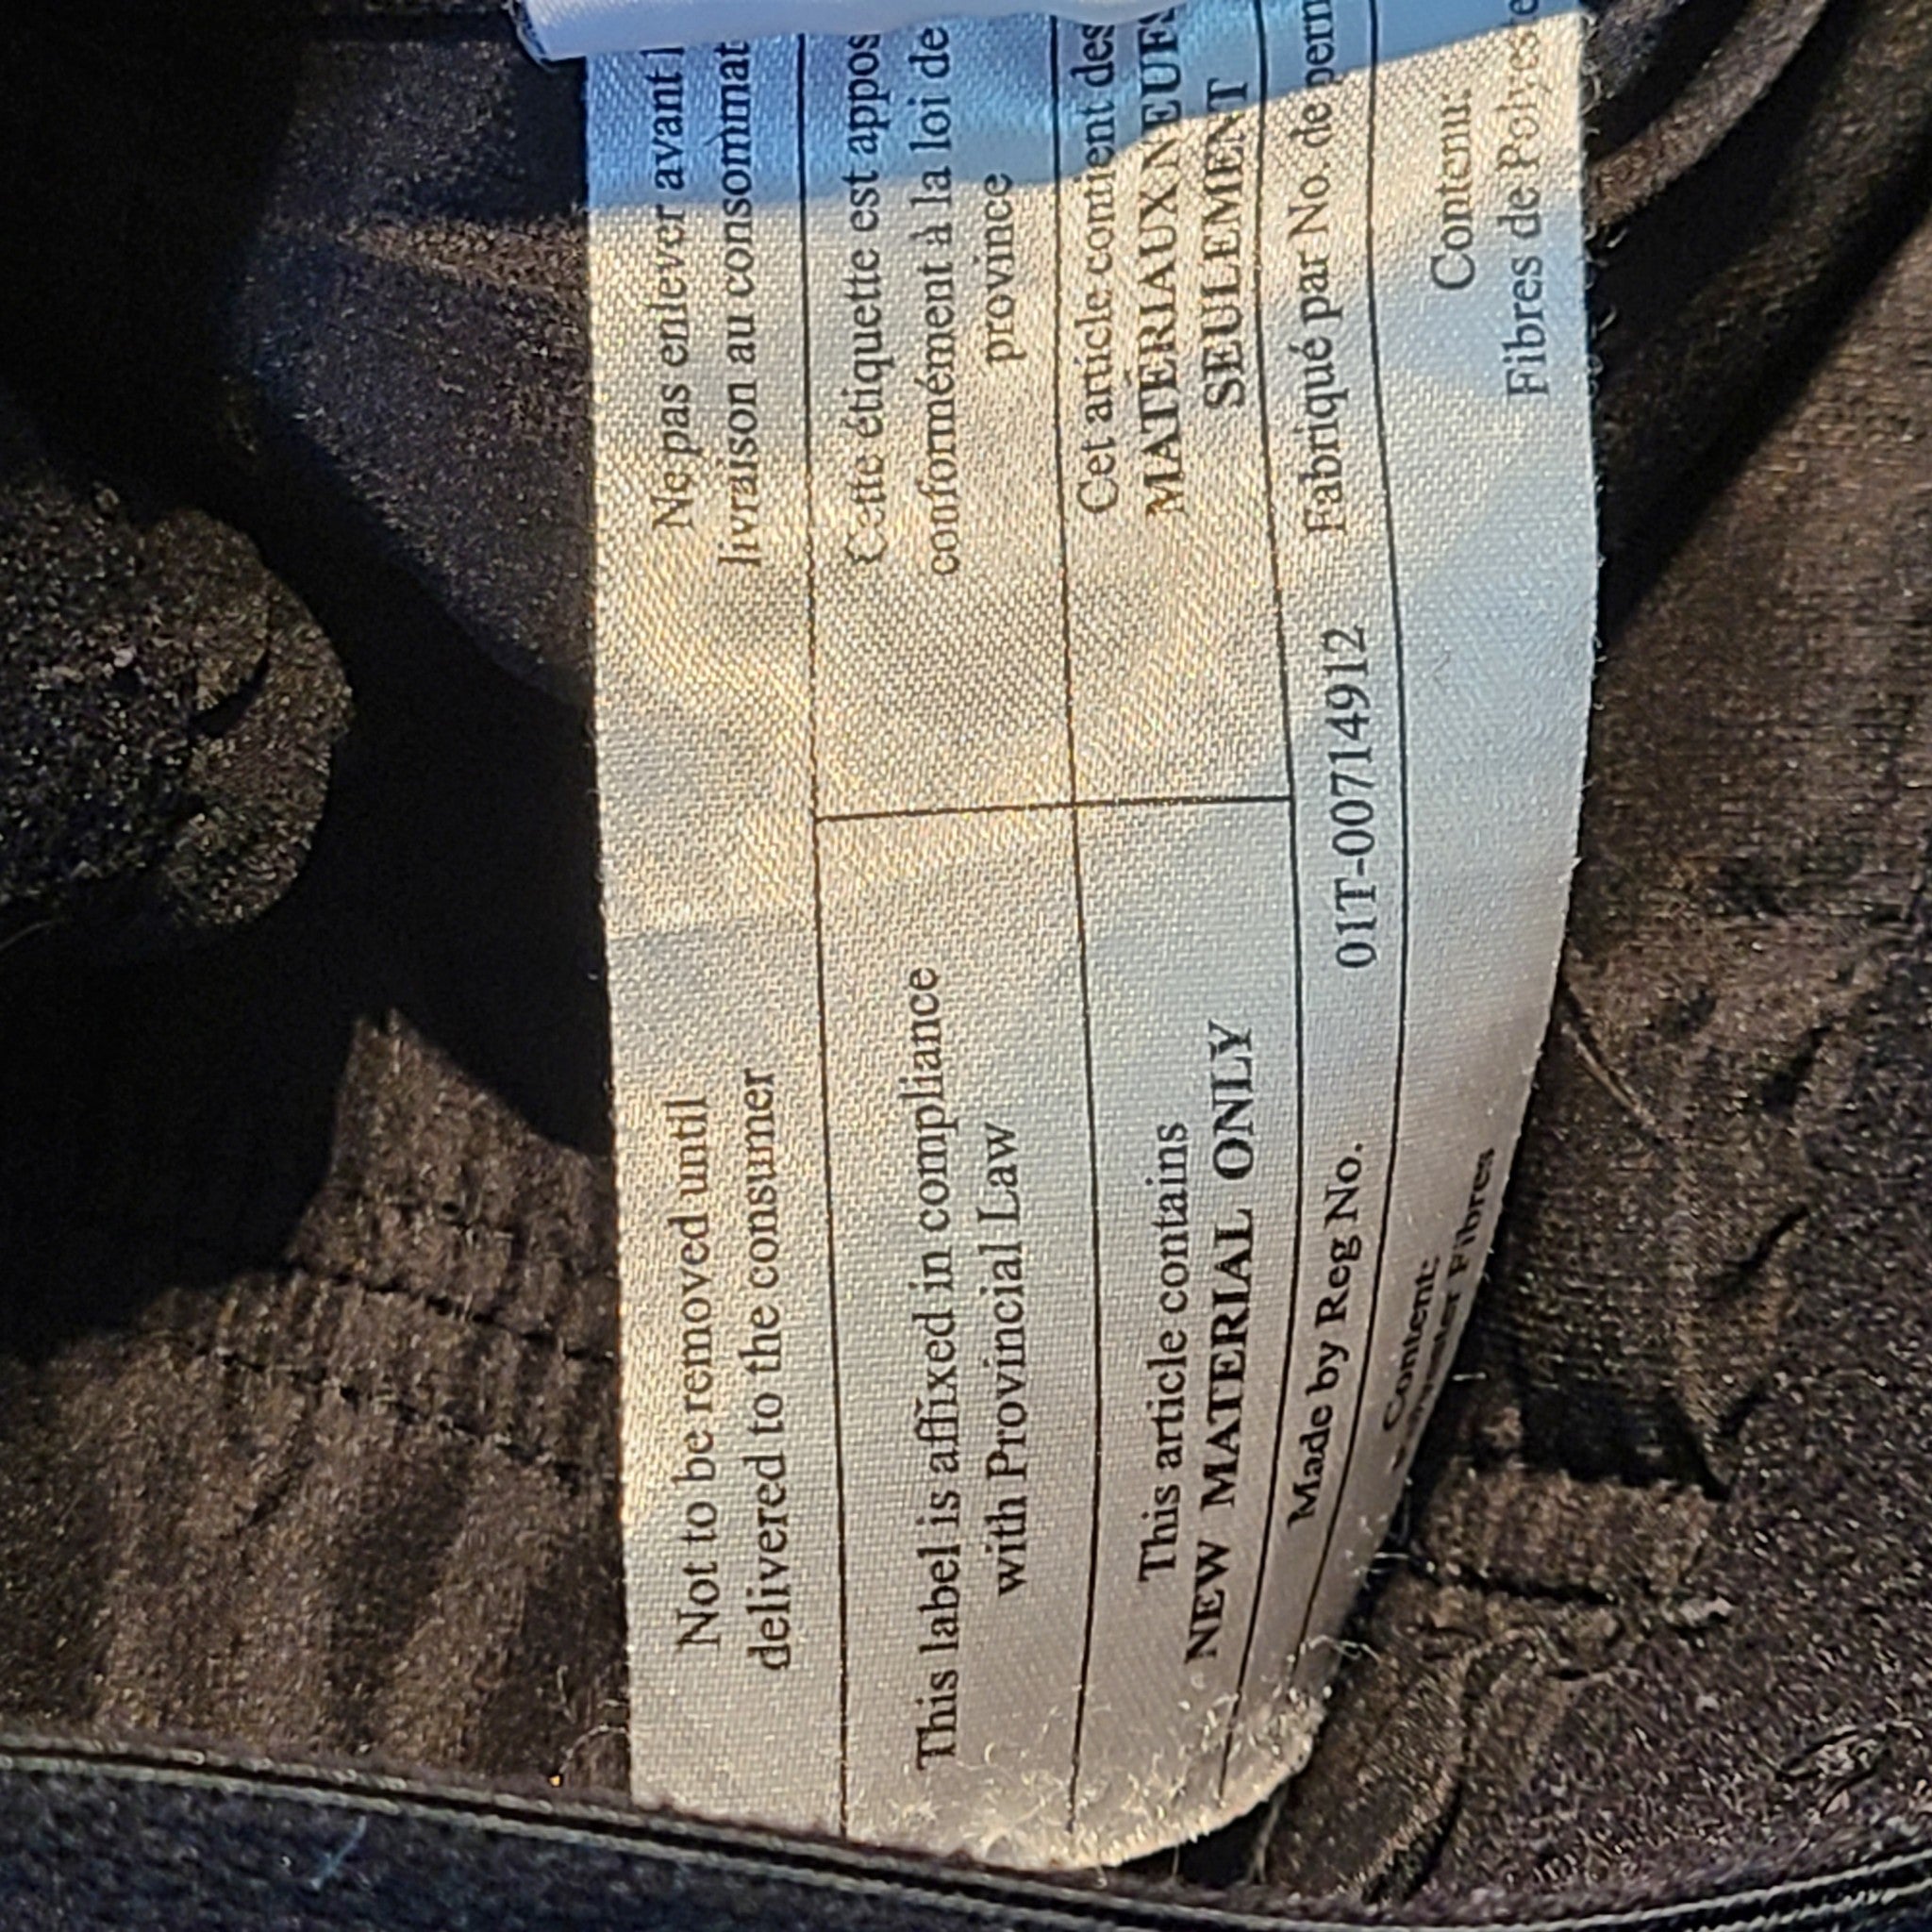 Not to be removed until
delivered to the consumer
Ne pas enlever avant l
livraison au consommat
This label is affixed in compliance
with Provincial Law
Cette étiquette est appos
conformément à la loi de
province
This article contains
NEW MATERIAL ONLY
Cet article contient des
MATÉRIAUX NEUFS
SEULEMENT
Made by Reg No. 01T-00714912 Fabriqué par No. de perm
Content:
Fibres
Contenu:
Fibres de Polyeste